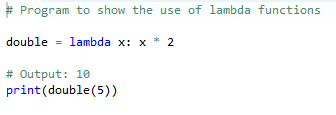 # Program to show the use of lambda functions
double = lambda x: x * 2
# Output: 10
print(double(5))